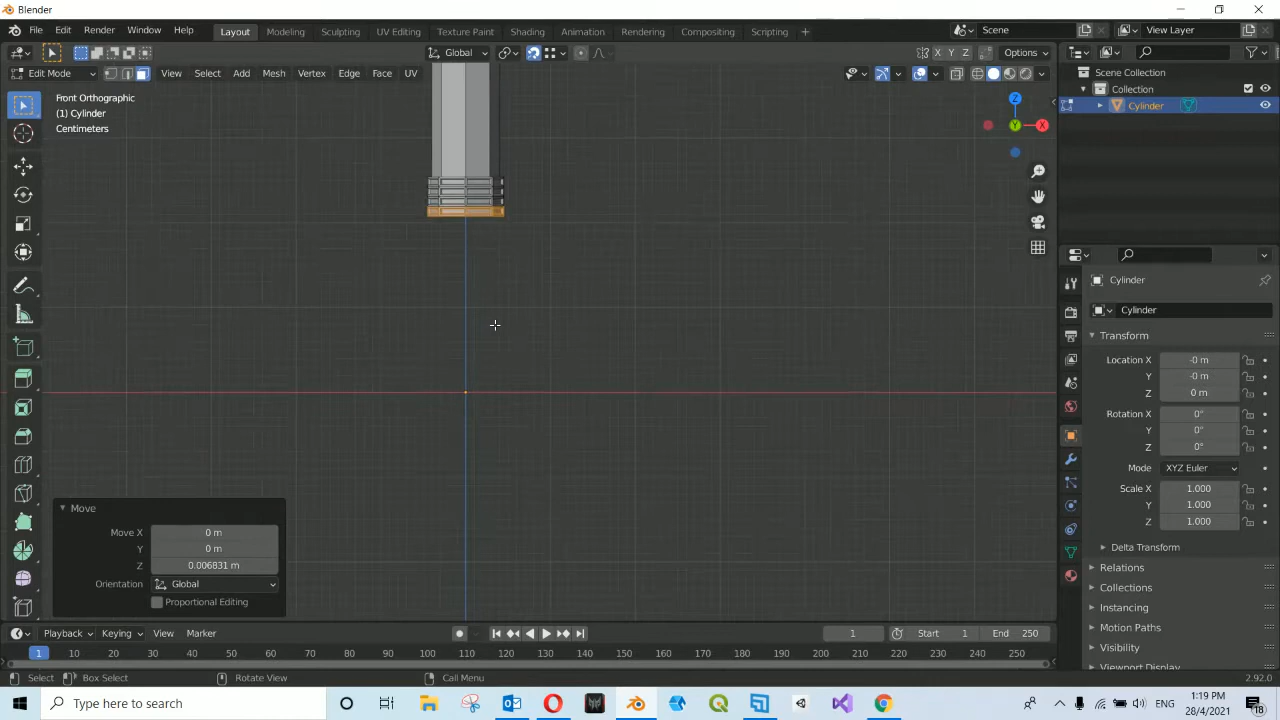 Blender
File Edit Render Window Help
Layout Modeling Sculpting UV Editing Texture Paint Shading Animation Rendering Compositing Scripting +
Scene
View Layer
Global
X Y Z
Options
Edit Mode
View Select Add Mesh Vertex Edge Face UV
Front Orthographic
(1) Cylinder
Centimeters
Z
Y
X
Scene Collection
Collection
Cylinder
Cylinder
Cylinder
Transform
Location X -0 m
Y -0 m
Z 0 m
Rotation X 0°
Y 0°
Z 0°
Mode XYZ Euler
Scale X 1.000
Y 1.000
Z 1.000
Delta Transform
Relations
Collections
Instancing
Motion Paths
Visibility
Viewport Display
Move
Move X 0 m
Y 0 m
Z 0.006831 m
Orientation Global
Proportional Editing
Playback Keying View Marker
1 Start 1 End 250
1 10 20 30 40 50 60 70 80 90 100 110 120 130 140 150 160 170 180 190 200 210 220 230 240 250
Select Box Select Rotate View Call Menu 2.92.0
Type here to search
ENG
1:19 PM
28/4/2021
18